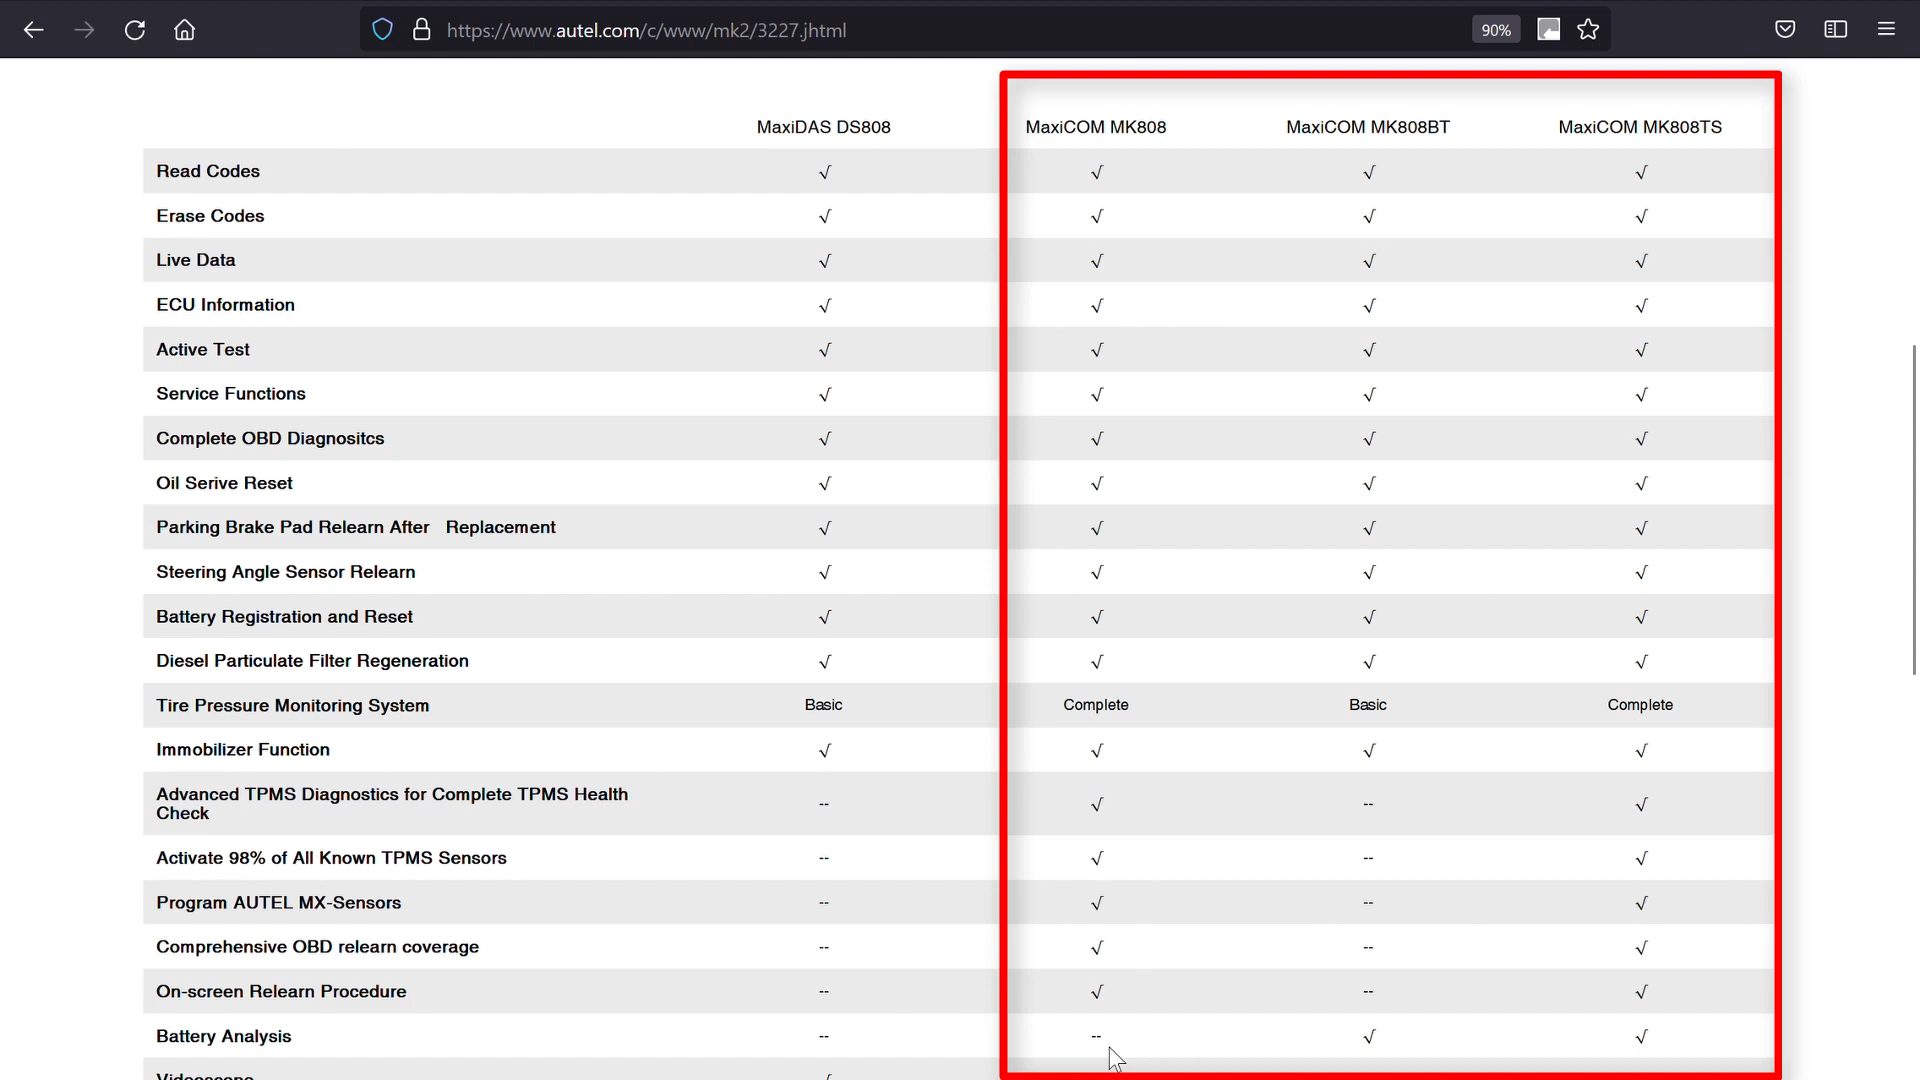 https://www.autel.com/c/www/mk2/3227.jhtml 90%
MaxiDAS DS808 MaxiCOM MK808 MaxiCOM MK808BT MaxiCOM MK808TS
Read Codes √ √ √ √
Erase Codes √ √ √ √
Live Data √ √ √ √
ECU Information √ √ √ √
Active Test √ √ √ √
Service Functions √ √ √ √
Complete OBD Diagnositcs √ √ √ √
Oil Serive Reset √ √ √ √
Parking Brake Pad Relearn After Replacement √ √ √ √
Steering Angle Sensor Relearn √ √ √ √
Battery Registration and Reset √ √ √ √
Diesel Particulate Filter Regeneration √ √ √ √
Tire Pressure Monitoring System Basic Complete Basic Complete
Immobilizer Function √ √ √ √
Advanced TPMS Diagnostics for Complete TPMS Health
Check -- √ -- √
Activate 98% of All Known TPMS Sensors -- √ -- √
Program AUTEL MX-Sensors -- √ -- √
Comprehensive OBD relearn coverage -- √ -- √
On-screen Relearn Procedure -- √ -- √
Battery Analysis -- -- √ √